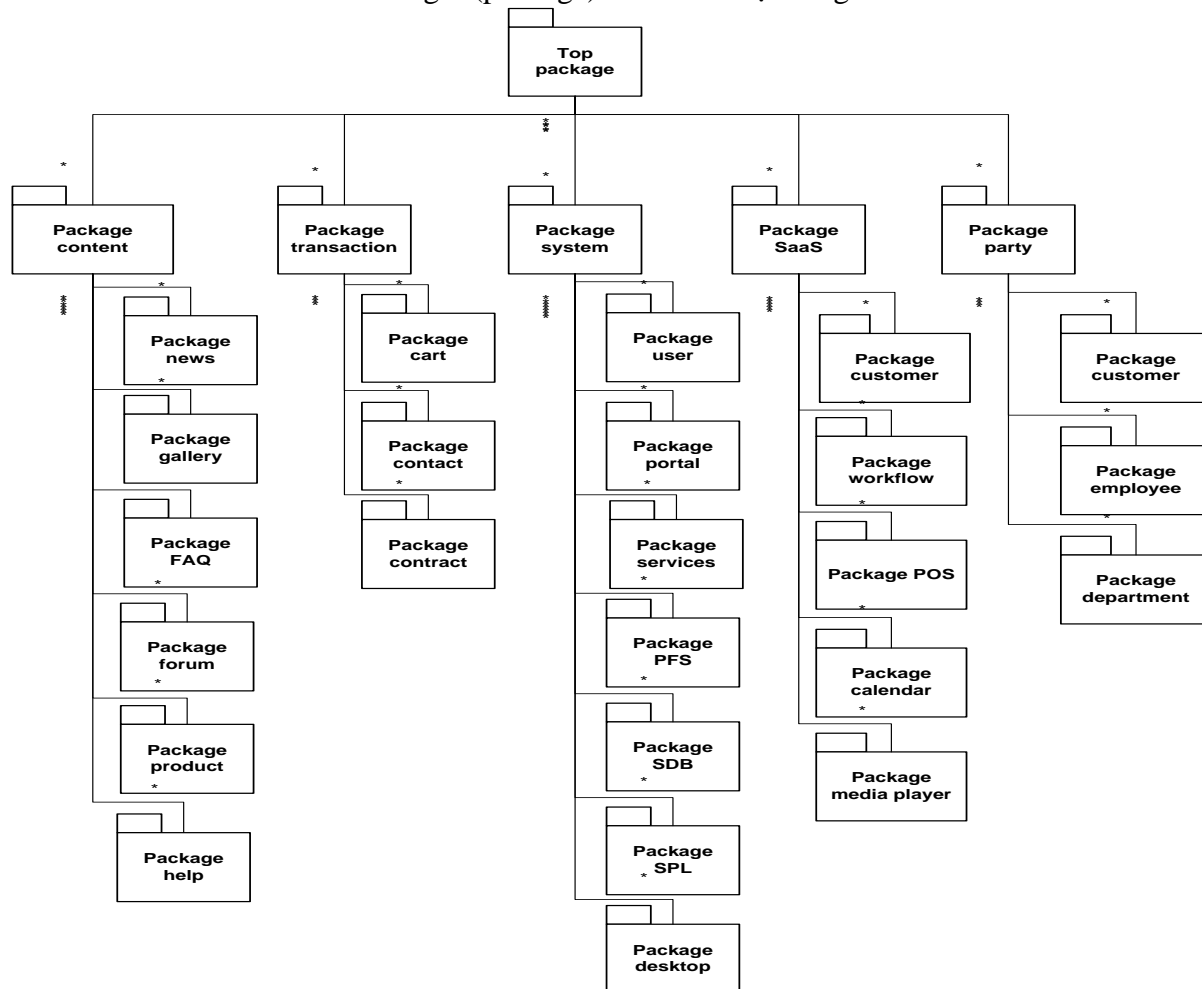 Top
package
Package
content
Package
transaction
Package
system
Package
SaaS
Package
party
Package
news
Package
gallery
Package
FAQ
Package
forum
Package
product
Package
help
Package
cart
Package
contact
Package
contract
Package
user
Package
portal
Package
services
Package
PFS
Package
SDB
Package
SPL
Package
desktop
Package
customer
Package
workflow
Package POS
Package
calendar
Package
media player
Package
customer
Package
employee
Package
department